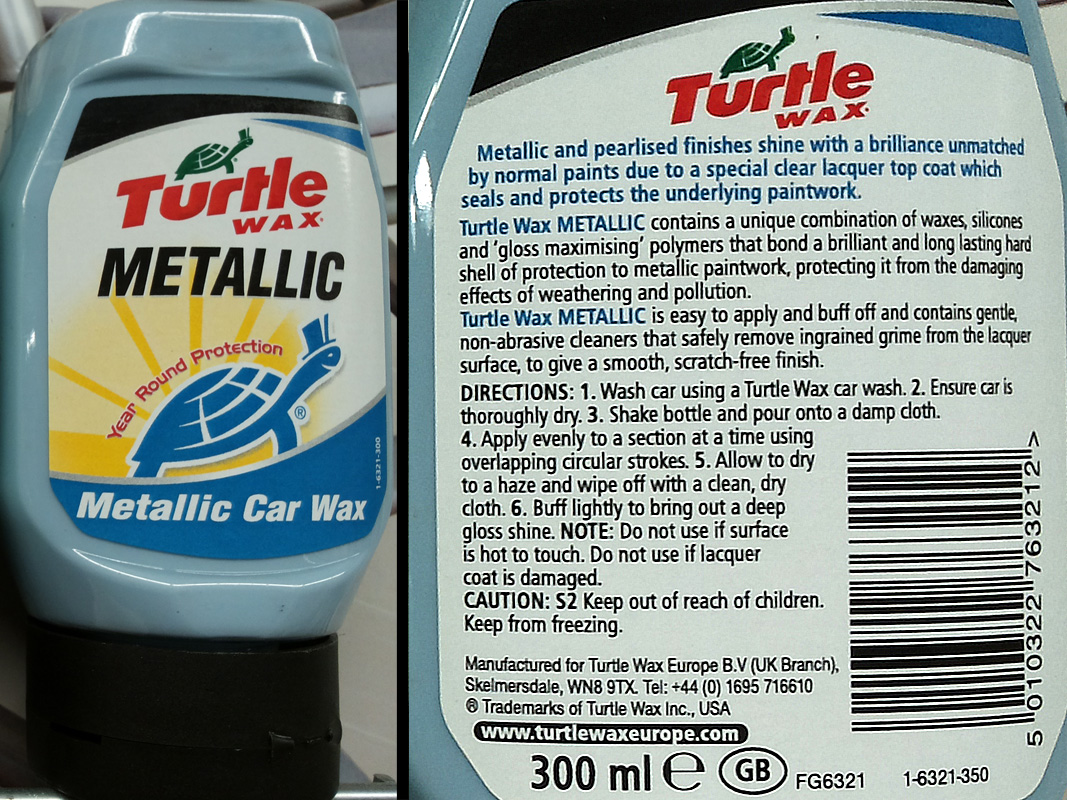 Turtle
WAX®
METALLIC
Year Round Protection
®
1-6321-300
Metallic Car Wax
Turtle
WAX®
Metallic and pearlised finishes shine with a brilliance unmatched
by normal paints due to a special clear lacquer top coat which
seals and protects the underlying paintwork.
Turtle Wax METALLIC contains a unique combination of waxes, silicones
and ‘gloss maximising’ polymers that bond a brilliant and long lasting hard
shell of protection to metallic paintwork, protecting it from the damaging
effects of weathering and pollution.
Turtle Wax METALLIC is easy to apply and buff off and contains gentle,
non-abrasive cleaners that safely remove ingrained grime from the lacquer
surface, to give a smooth, scratch-free finish.
DIRECTIONS: 1. Wash car using a Turtle Wax car wash. 2. Ensure car is
thoroughly dry. 3. Shake bottle and pour onto a damp cloth.
4. Apply evenly to a section at a time using
overlapping circular strokes. 5. Allow to dry
to a haze and wipe off with a clean, dry
cloth. 6. Buff lightly to bring out a deep
gloss shine. NOTE: Do not use if surface
is hot to touch. Do not use if lacquer
coat is damaged.
CAUTION: S2 Keep out of reach of children.
Keep from freezing.
Manufactured for Turtle Wax Europe B.V (UK Branch),
Skelmersdale, WN8 9TX. Tel: +44 (0) 1695 716610
® Trademarks of Turtle Wax Inc., USA
www.turtlewaxeurope.com
300 ml ℮ GB FG6321 1-6321-350
5 010322 763212 >